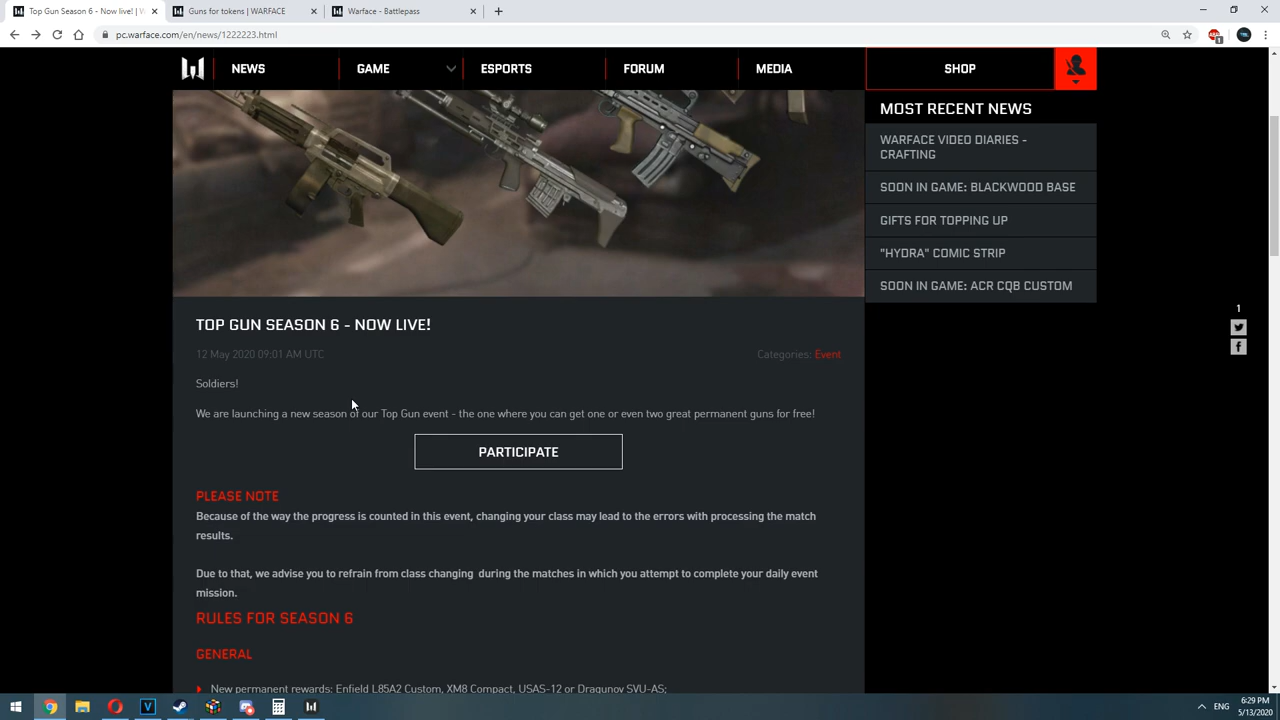 Top Gun Season 6 - Now live! | W
Guns for tokens | WARFACE
Warface - Battlepass
pc.warface.com/en/news/1222223.html
1
NEWS
GAME
ESPORTS
FORUM
MEDIA
SHOP
MOST RECENT NEWS
WARFACE VIDEO DIARIES -
CRAFTING
SOON IN GAME: BLACKWOOD BASE
GIFTS FOR TOPPING UP
"HYDRA" COMIC STRIP
SOON IN GAME: ACR CQB CUSTOM
1
TOP GUN SEASON 6 - NOW LIVE!
12 May 2020 09:01 AM UTC
Categories: Event
Soldiers!
We are launching a new season of our Top Gun event - the one where you can get one or even two great permanent guns for free!
PARTICIPATE
PLEASE NOTE
Because of the way the progress is counted in this event, changing your class may lead to the errors with processing the match
results.
Due to that, we advise you to refrain from class changing during the matches in which you attempt to complete your daily event
mission.
RULES FOR SEASON 6
GENERAL
New permanent rewards: Enfield L85A2 Custom, XM8 Compact, USAS-12 or Dragunov SVU-AS;
ENG
6:29 PM
5/13/2020